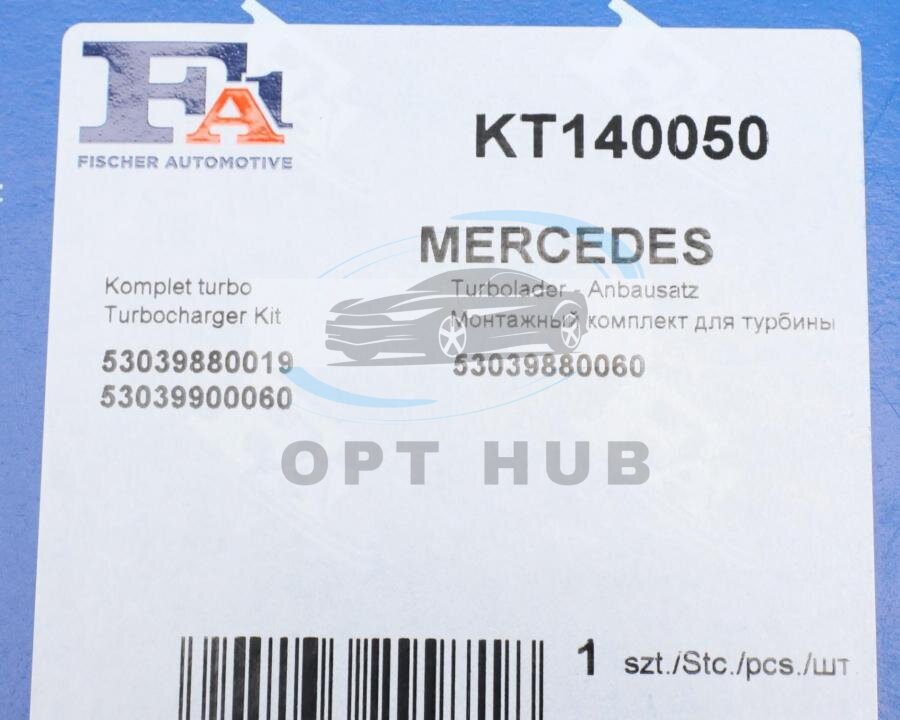 FA1
FISCHER AUTOMOTIVE
KT140050
MERCEDES
Komplet turbo
Turbocharger Kit
Turbolader - Anbausatz
Монтажный комплект для турбины
53039880019
53039880060
53039900060
OPT HUB
1 szt./Stc./pcs./шт